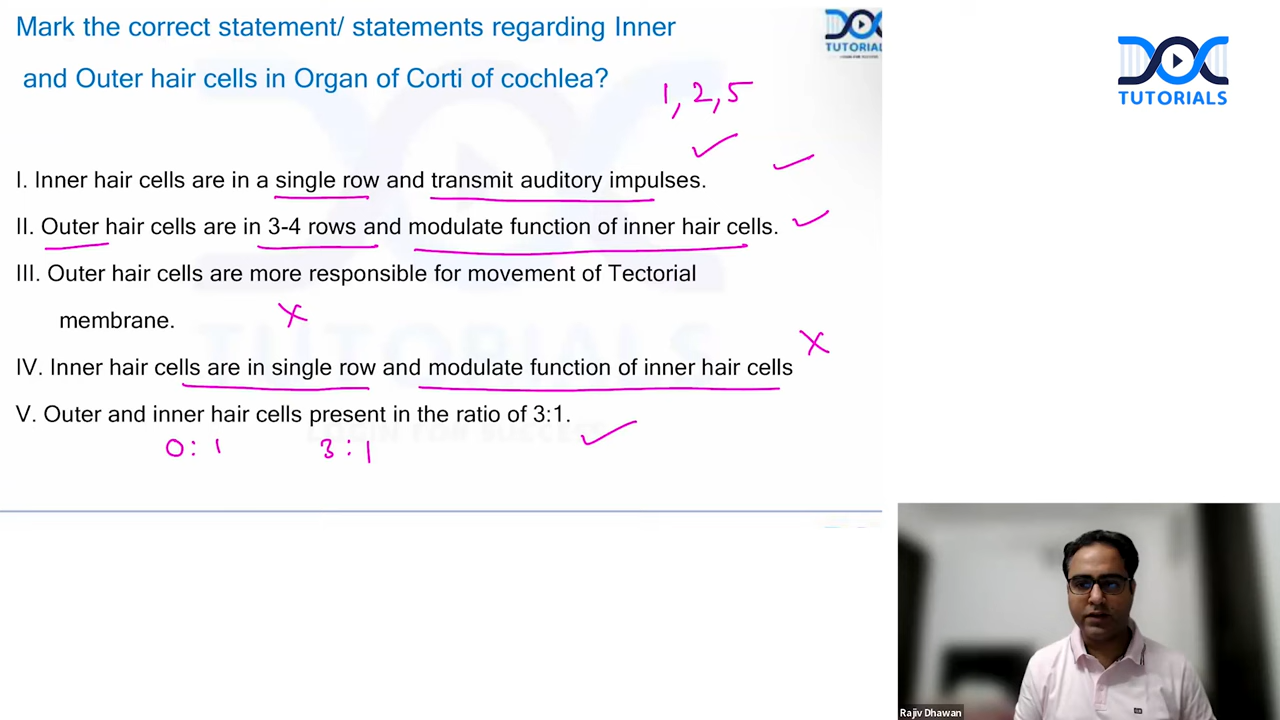 Mark the correct statement/ statements regarding Inner
and Outer hair cells in Organ of Corti of cochlea?
TUTORIALS
TUTORIALS
1, 2, 5
I. Inner hair cells are in a single row and transmit auditory impulses.
II. Outer hair cells are in 3-4 rows and modulate function of inner hair cells.
III. Outer hair cells are more responsible for movement of Tectorial
membrane.
TUTORIALS
IV. Inner hair cells are in single row and modulate function of inner hair cells
V. Outer and inner hair cells present in the ratio of 3:1.
O : 1 3 : 1
Rajiv Dhawan